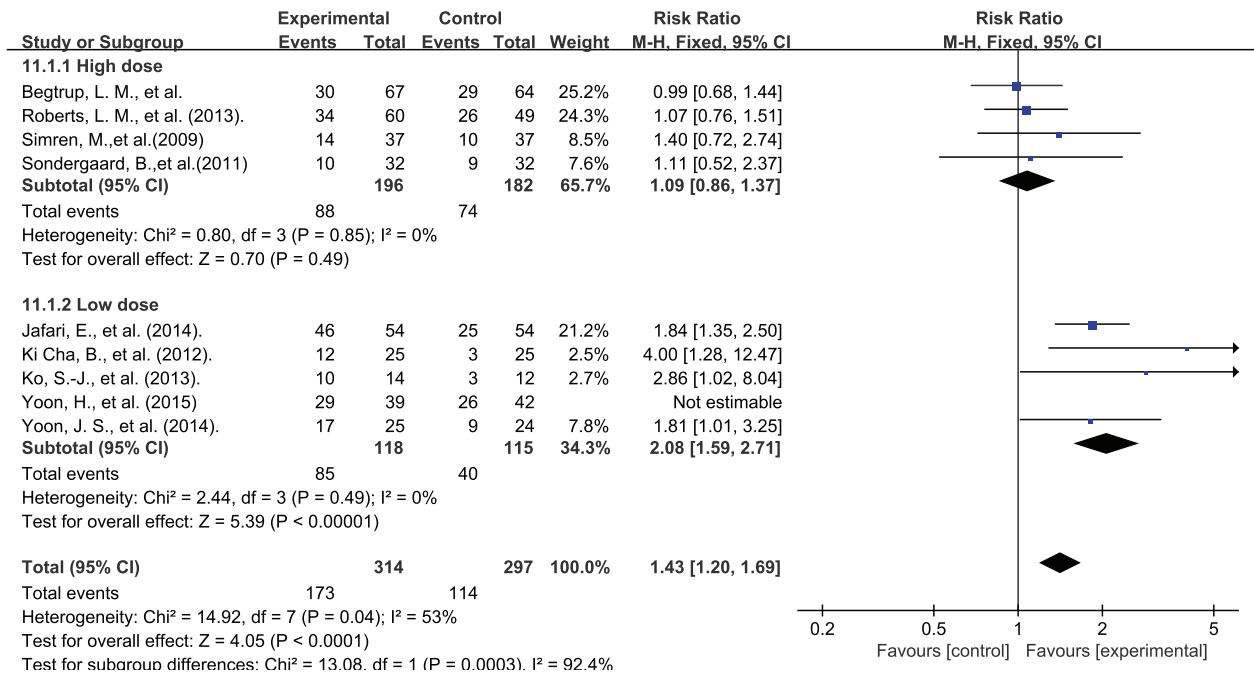 Experimental Control Risk Ratio Risk Ratio
Study or Subgroup Events Total Events Total Weight M-H, Fixed, 95% CI M-H, Fixed, 95% CI
11.1.1 High dose
Begtrup, L. M., et al. 30 67 29 64 25.2% 0.99 [0.68, 1.44]
Roberts, L. M., et al. (2013). 34 60 26 49 24.3% 1.07 [0.76, 1.51]
Simren, M.,et al.(2009) 14 37 10 37 8.5% 1.40 [0.72, 2.74]
Sondergaard, B.,et al.(2011) 10 32 9 32 7.6% 1.11 [0.52, 2.37]
Subtotal (95% CI) 196 182 65.7% 1.09 [0.86, 1.37]
Total events 88 74
Heterogeneity: Chi² = 0.80, df = 3 (P = 0.85); I² = 0%
Test for overall effect: Z = 0.70 (P = 0.49)
11.1.2 Low dose
Jafari, E., et al. (2014). 46 54 25 54 21.2% 1.84 [1.35, 2.50]
Ki Cha, B., et al. (2012). 12 25 3 25 2.5% 4.00 [1.28, 12.47]
Ko, S.-J., et al. (2013). 10 14 3 12 2.7% 2.86 [1.02, 8.04]
Yoon, H., et al. (2015) 29 39 26 42 Not estimable
Yoon, J. S., et al. (2014). 17 25 9 24 7.8% 1.81 [1.01, 3.25]
Subtotal (95% CI) 118 115 34.3% 2.08 [1.59, 2.71]
Total events 85 40
Heterogeneity: Chi² = 2.44, df = 3 (P = 0.49); I² = 0%
Test for overall effect: Z = 5.39 (P < 0.00001)
Total (95% CI) 314 297 100.0% 1.43 [1.20, 1.69]
Total events 173 114
Heterogeneity: Chi² = 14.92, df = 7 (P = 0.04); I² = 53%
Test for overall effect: Z = 4.05 (P < 0.0001)
Test for subgroup differences: Chi² = 13.08, df = 1 (P = 0.0003), I² = 92.4%
0.2 0.5 1 2 5
Favours [control] Favours [experimental]